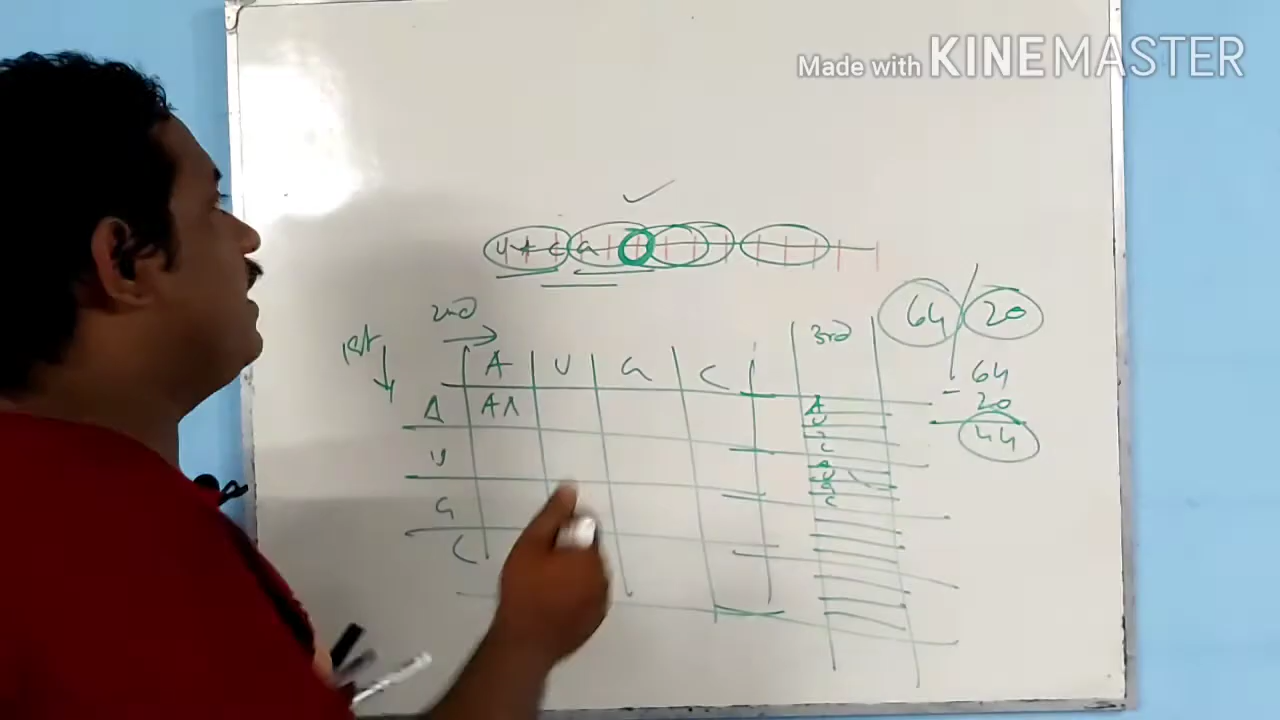 Made with KINEMASTER
2nd
1st
3rd
64 / 20
A U G C
64
- 20
44
A AA
U
G
C
A
U
G
C
A
U
G
C